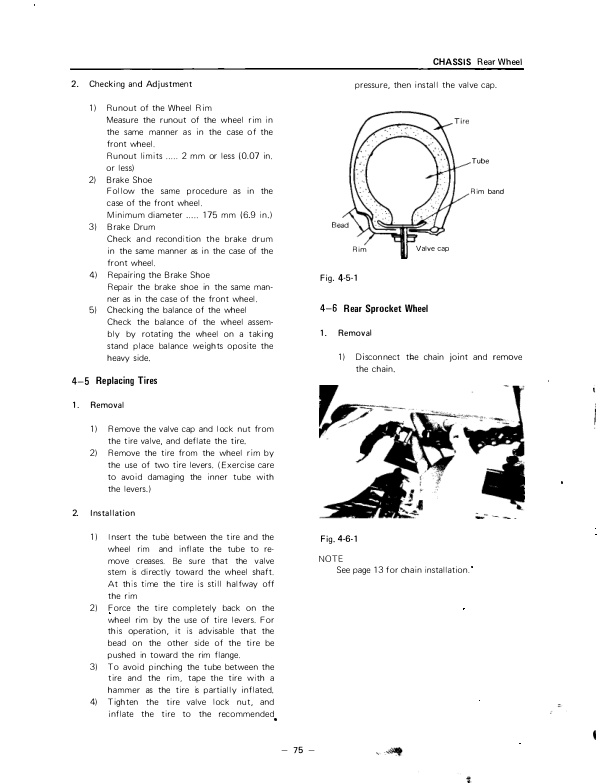 CHASSIS Rear Wheel
2. Checking and Adjustment
1) Runout of the Wheel Rim
Measure the runout of the wheel rim in
the same manner as in the case of the
front wheel.
Runout limits ..... 2 mm or less (0.07 in.
or less)
2) Brake Shoe
Follow the same procedure as in the
case of the front wheel.
Minimum diameter ..... 175 mm (6.9 in.)
3) Brake Drum
Check and recondition the brake drum
in the same manner as in the case of the
front wheel.
4) Repairing the Brake Shoe
Repair the brake shoe in the same man-
ner as in the case of the front wheel.
5) Checking the balance of the wheel
Check the balance of the wheel assem-
bly by rotating the wheel on a taking
stand place balance weights oposite the
heavy side.
4–5 Replacing Tires
1. Removal
1) Remove the valve cap and lock nut from
the tire valve, and deflate the tire.
2) Remove the tire from the wheel rim by
the use of two tire levers. (Exercise care
to avoid damaging the inner tube with
the levers.)
2. Installation
1) Insert the tube between the tire and the
wheel rim and inflate the tube to re-
move creases. Be sure that the valve
stem is directly toward the wheel shaft.
At this time the tire is still halfway off
the rim
2) Force the tire completely back on the
wheel rim by the use of tire levers. For
this operation, it is advisable that the
bead on the other side of the tire be
pushed in toward the rim flange.
3) To avoid pinching the tube between the
tire and the rim, tape the tire with a
hammer as the tire is partially inflated.
4) Tighten the tire valve lock nut, and
inflate the tire to the recommended
pressure, then install the valve cap.
Tire
Tube
Rim band
Bead
Rim
Valve cap
Fig. 4-5-1
4–6 Rear Sprocket Wheel
1. Removal
1) Disconnect the chain joint and remove
the chain.
Fig. 4-6-1
NOTE
See page 13 for chain installation.
– 75 –